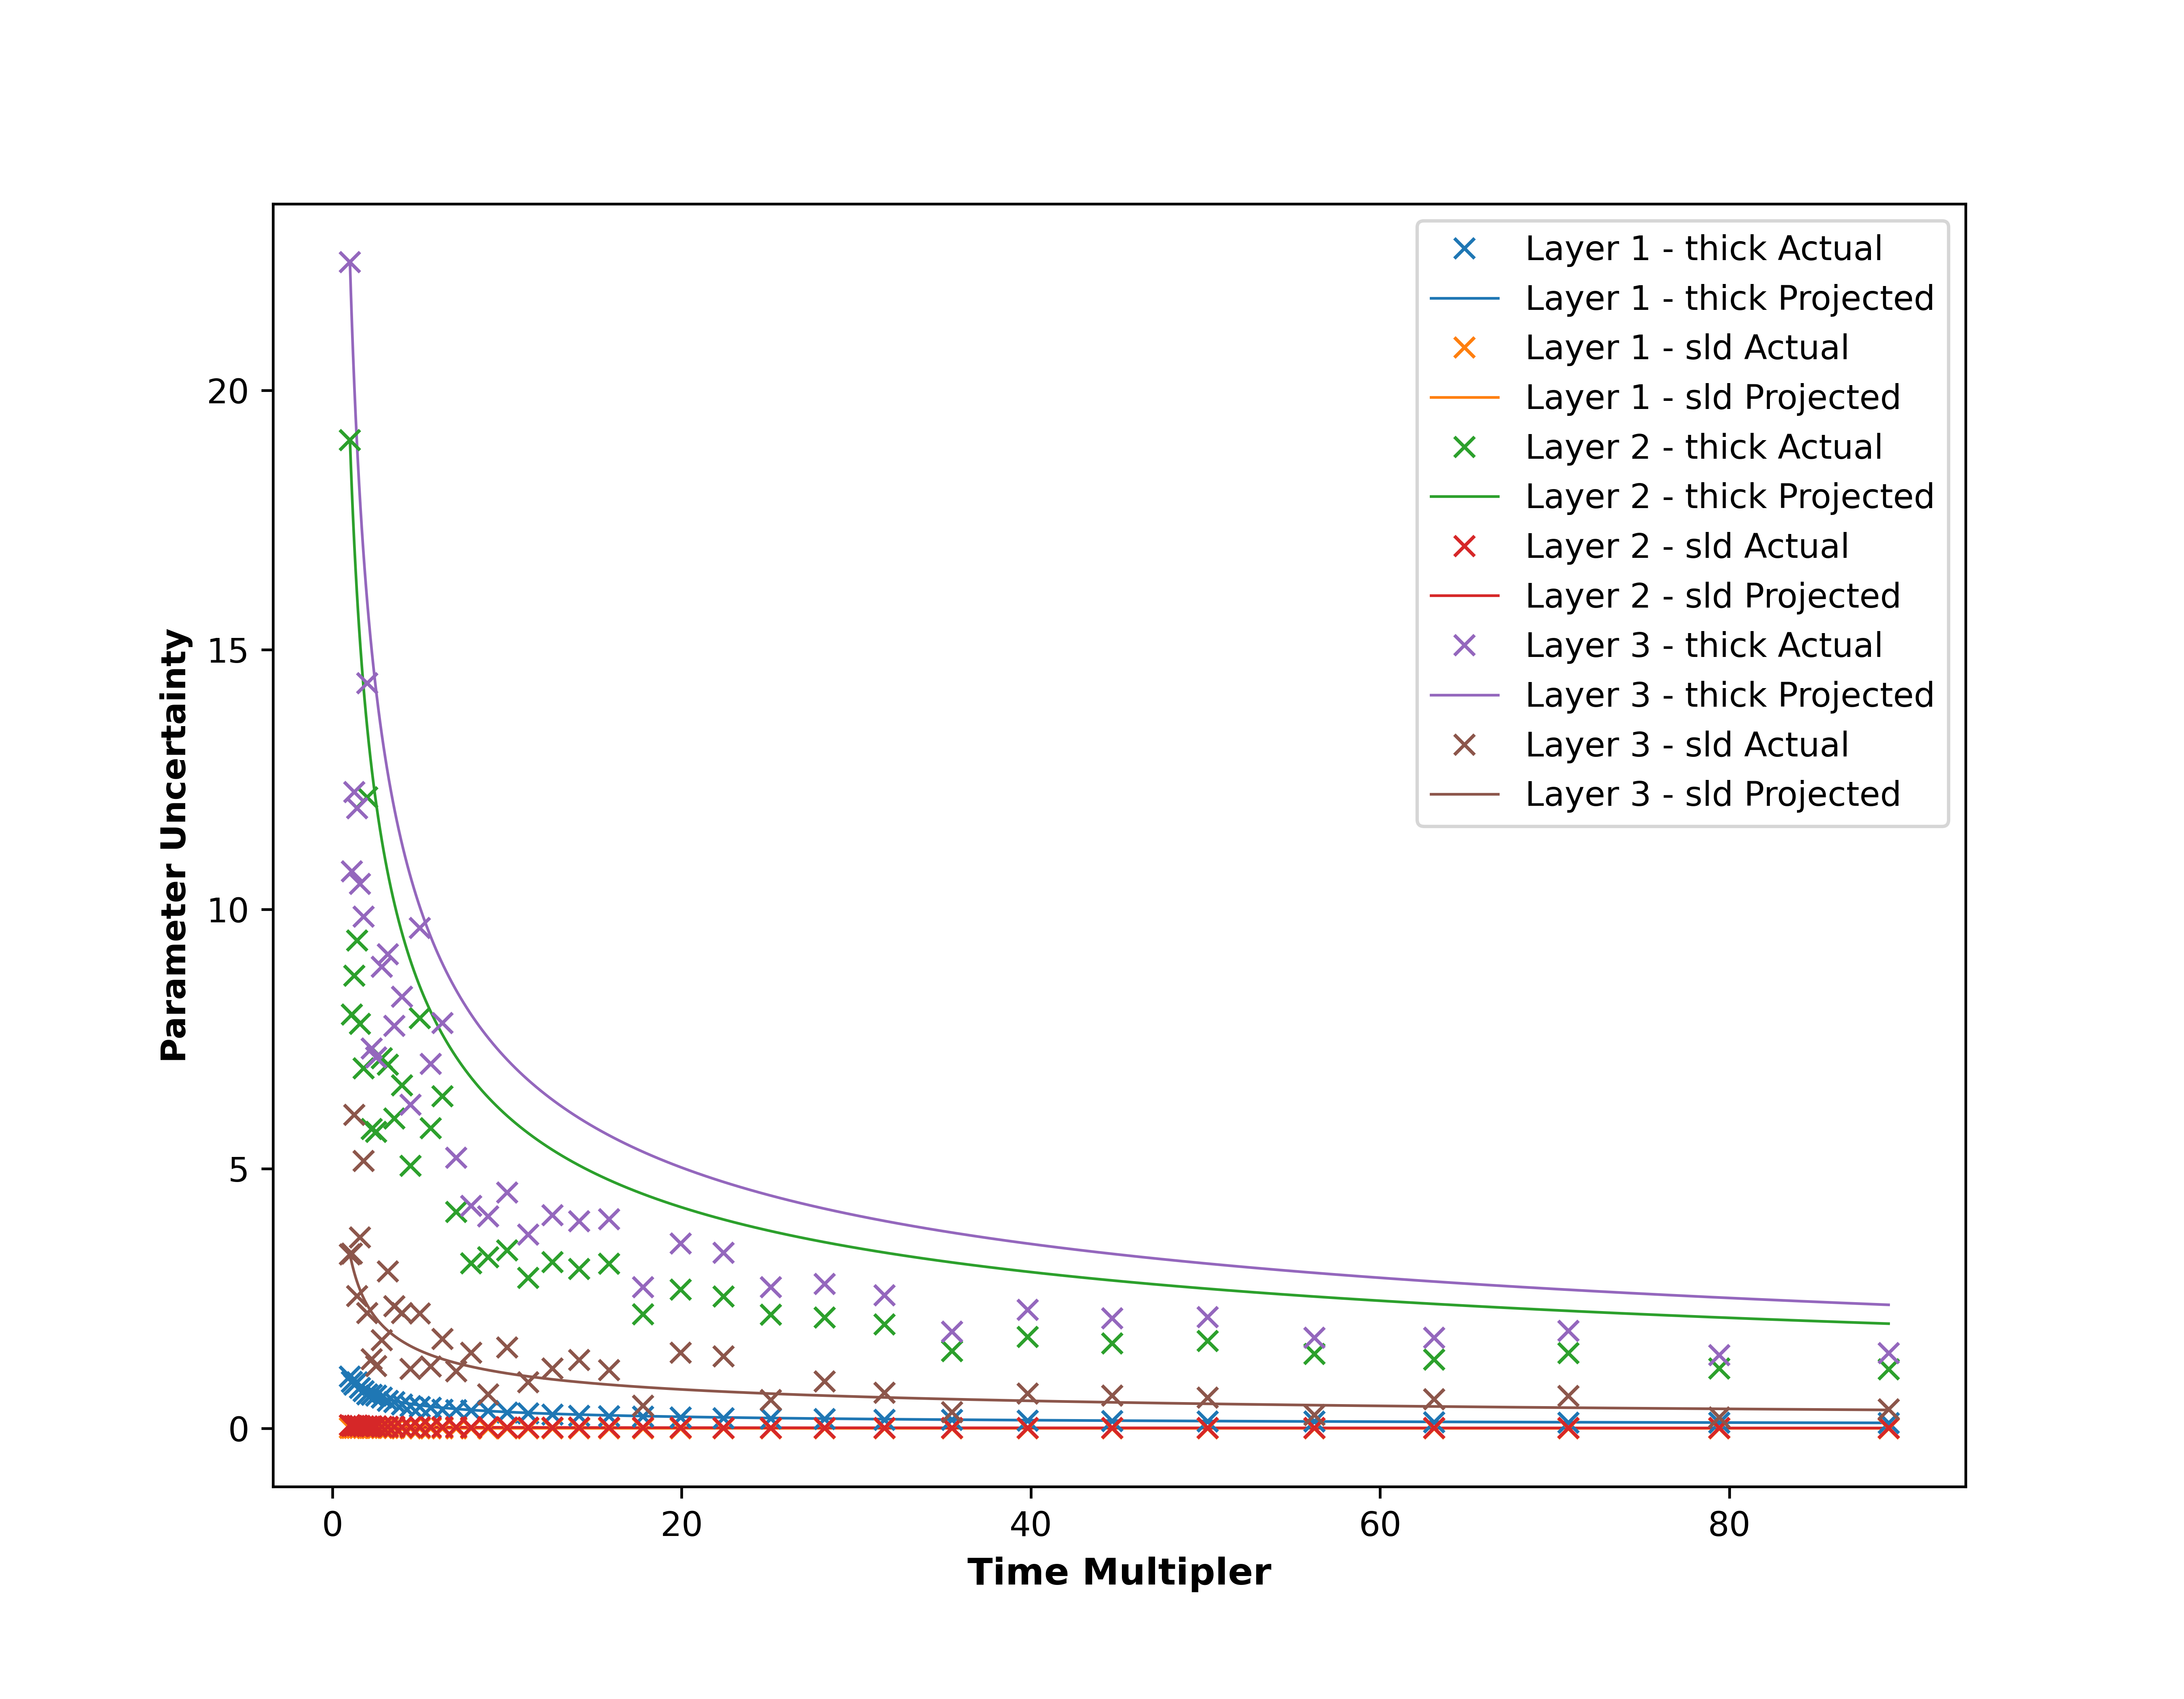 Layer 1 - thick Actual
Layer 1 - thick Projected
Layer 1 - sld Actual
Layer 1 - sld Projected
Layer 2 - thick Actual
Layer 2 - thick Projected
Layer 2 - sld Actual
Layer 2 - sld Projected
Layer 3 - thick Actual
Layer 3 - thick Projected
Layer 3 - sld Actual
Layer 3 - sld Projected
Parameter Uncertainty
20
15
10
5
0
0 20 40 60 80
Time Multipler